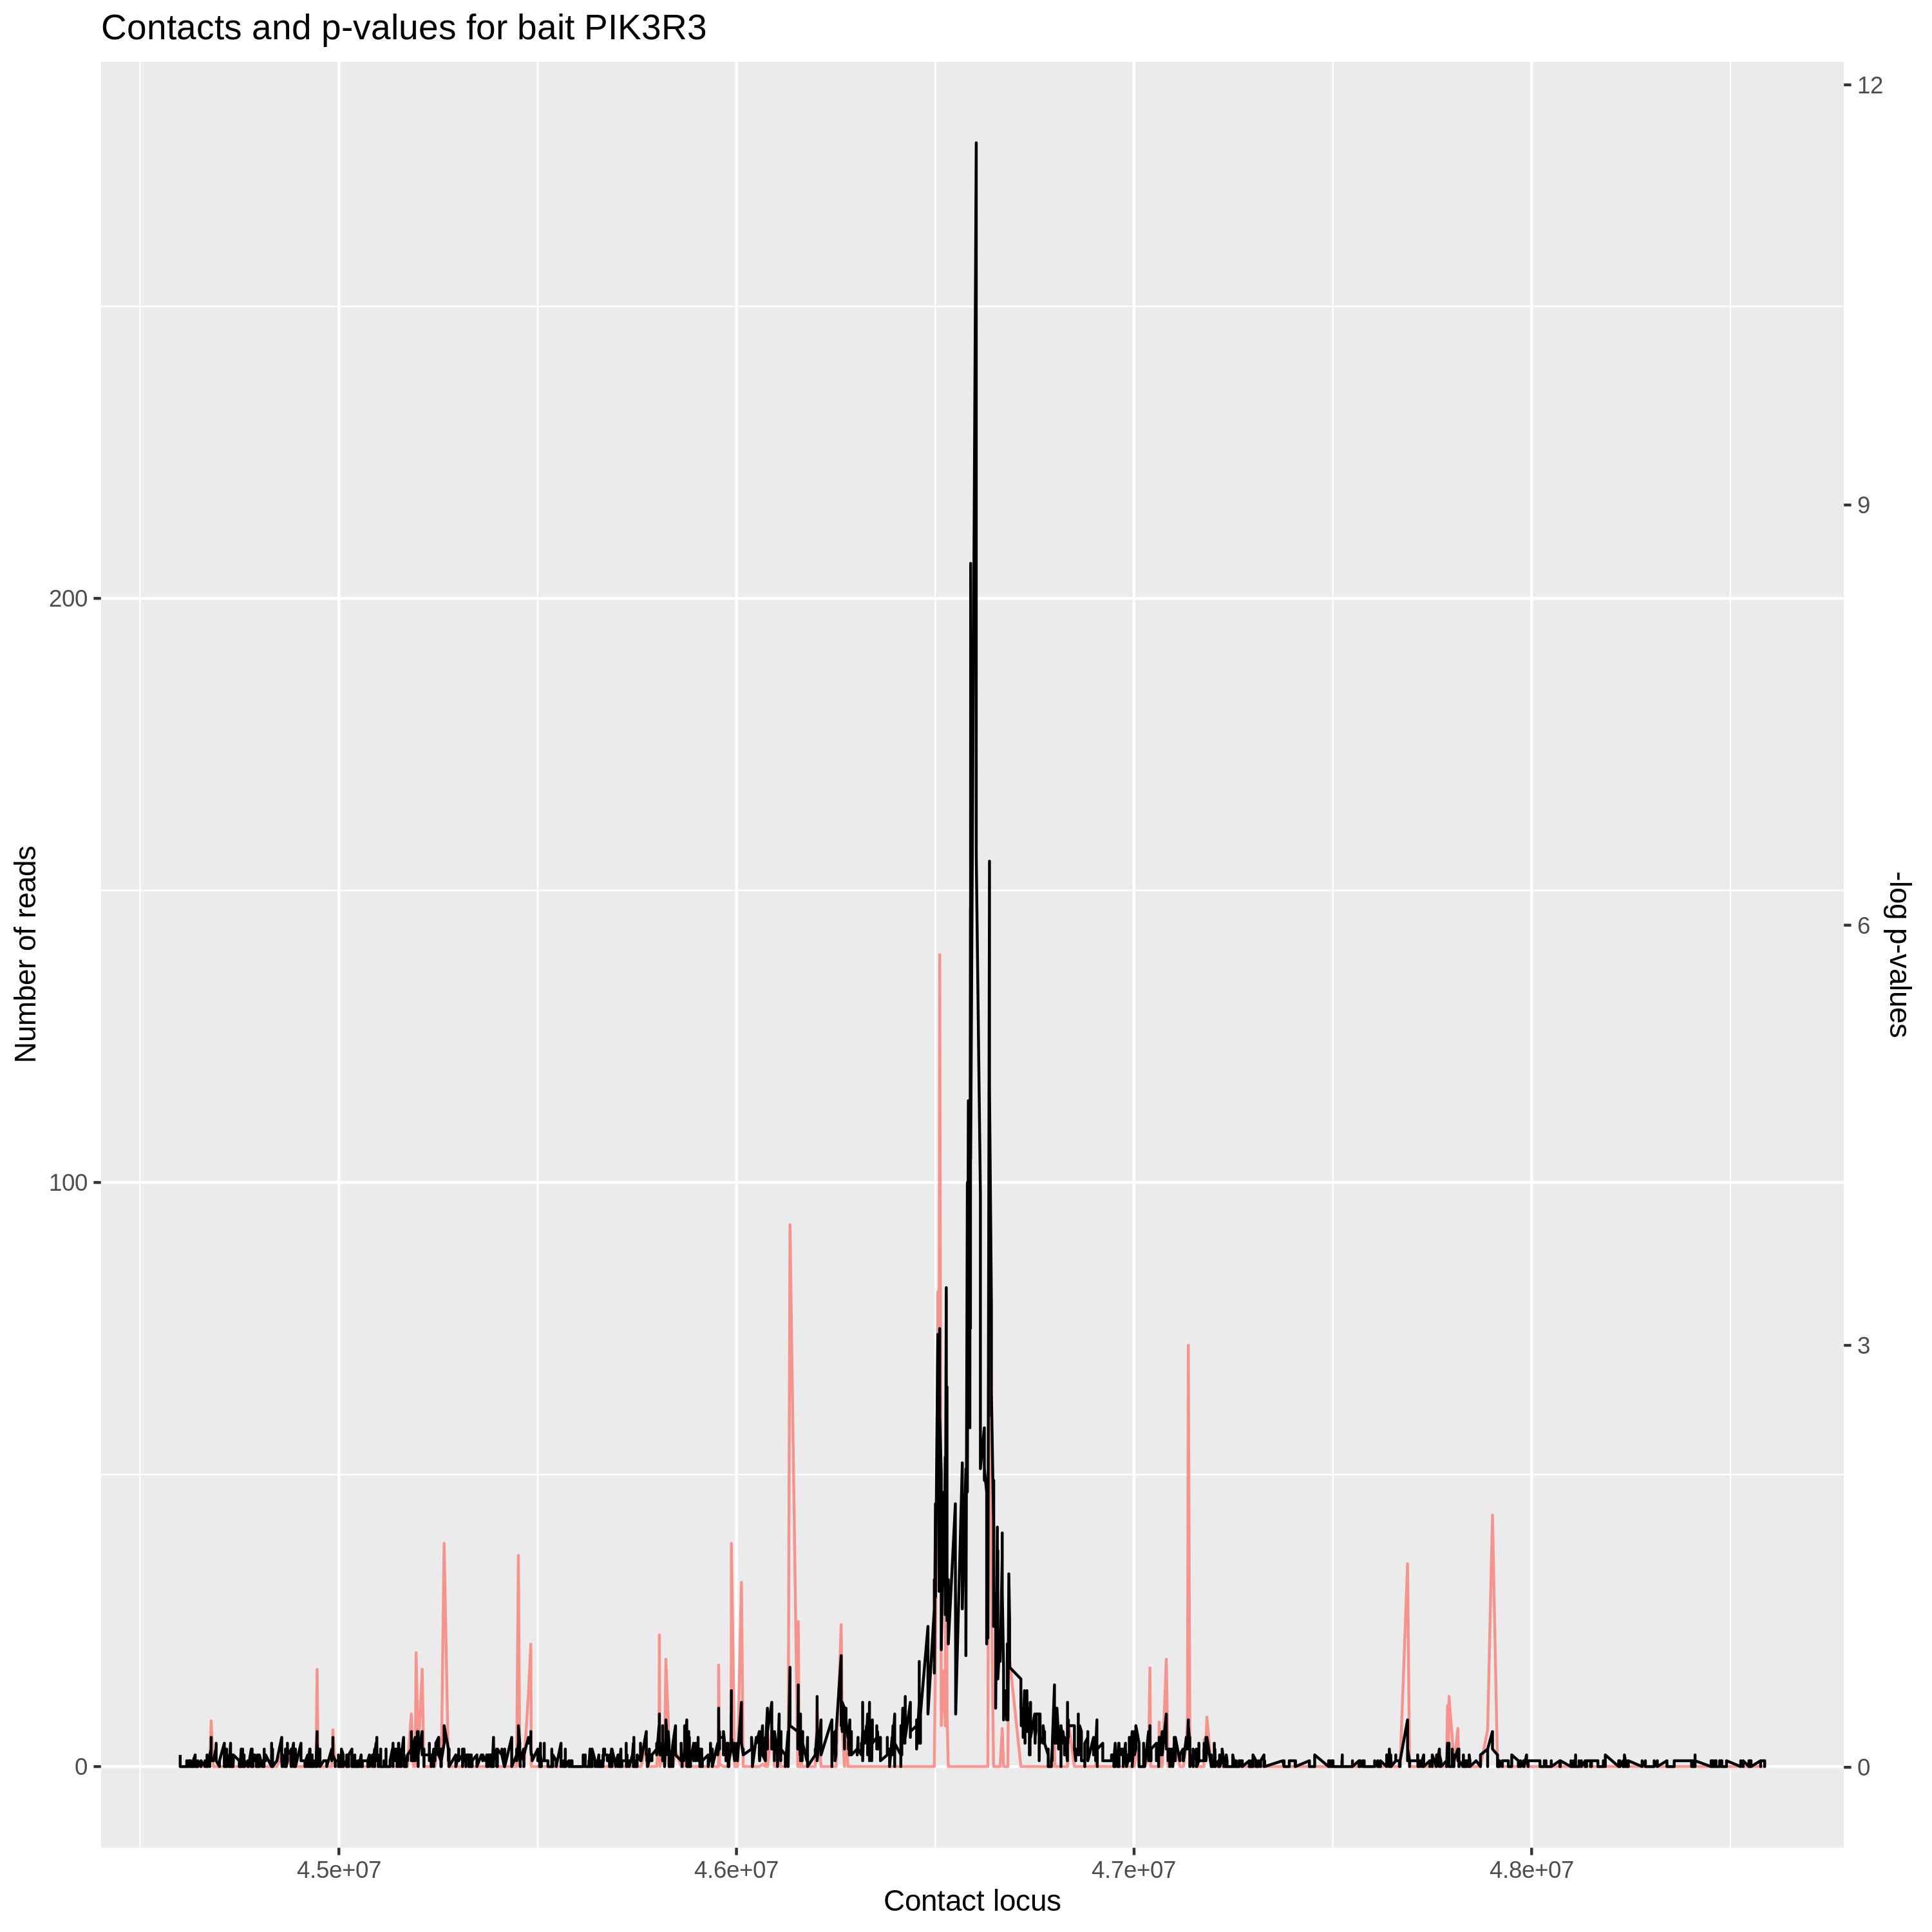 Contacts and p-values for bait PIK3R3
12
9
6
3
0
-log p-values
200
100
0
Number of reads
4.5e+07
4.6e+07
4.7e+07
4.8e+07
Contact locus